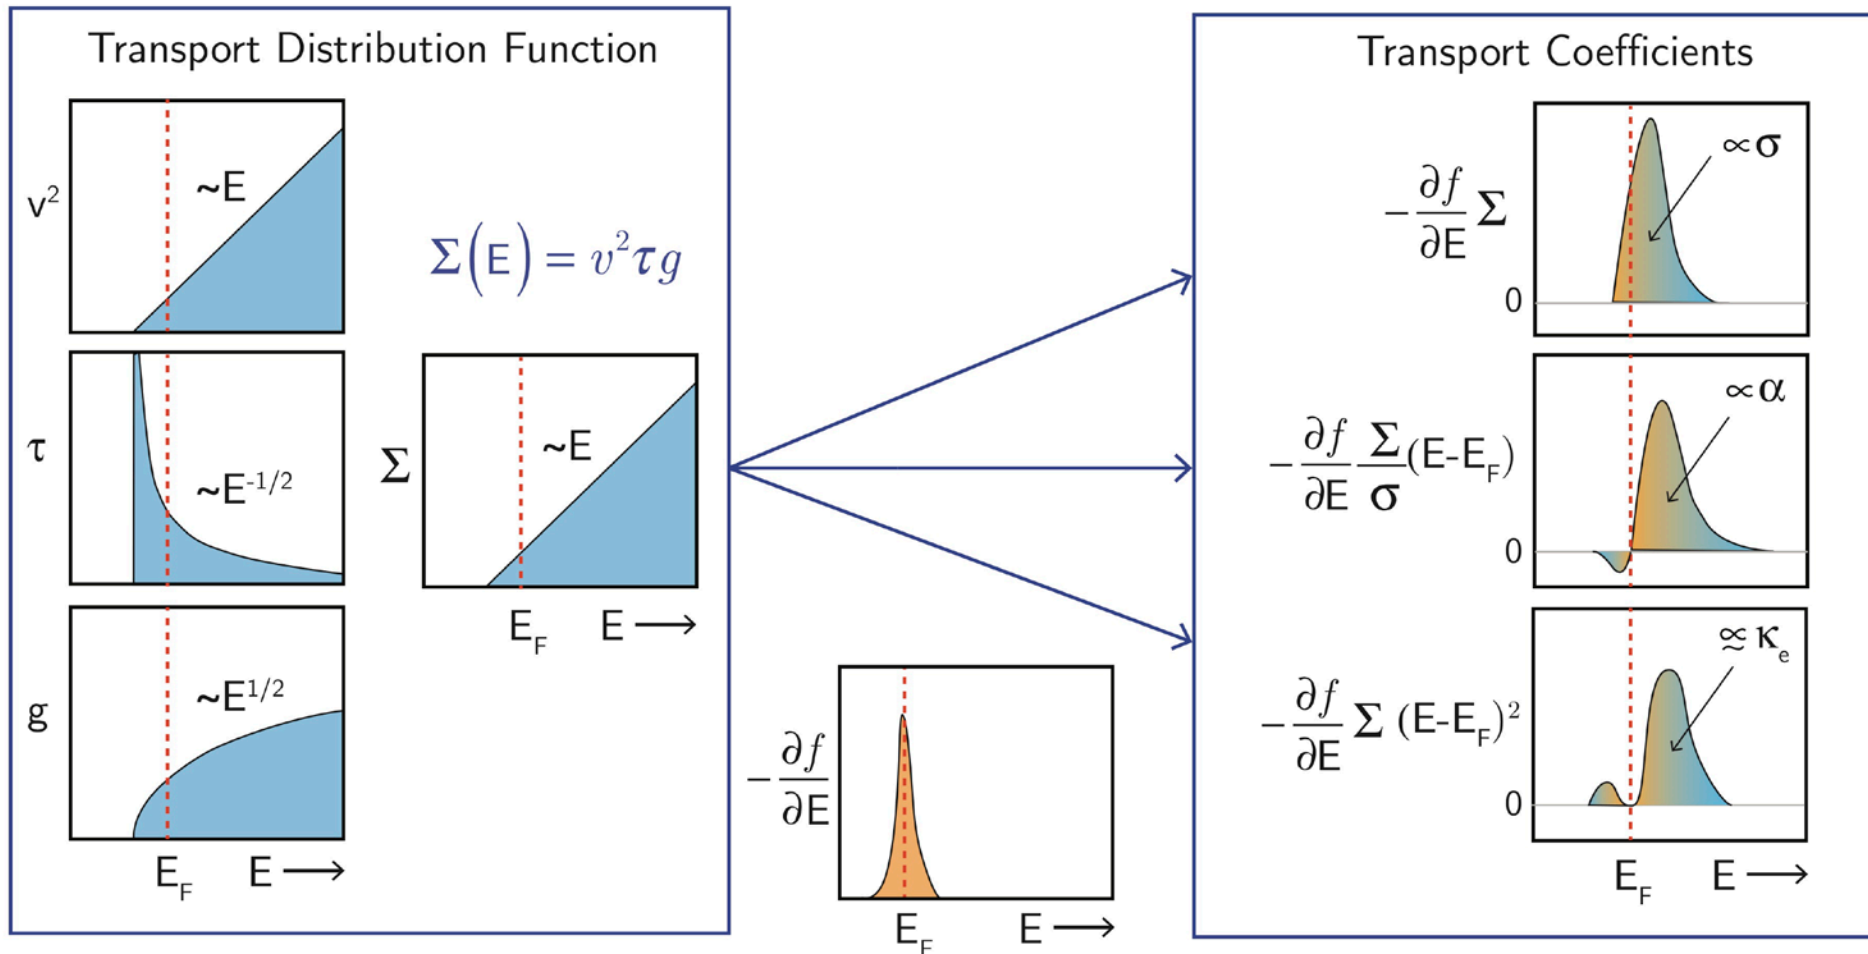 Transport Distribution Function
v²
~E
τ
~E⁻¹/²
g
~E¹/²
E_F E →
Σ(E) = v²τg
Σ
~E
E_F E →
−∂f/∂E
E_F E →
Transport Coefficients
−∂f/∂E Σ
∝σ
0
−∂f/∂E Σ/σ (E-E_F)
∝α
0
−∂f/∂E Σ (E-E_F)²
⪅∝ κ_e
0
E_F E →